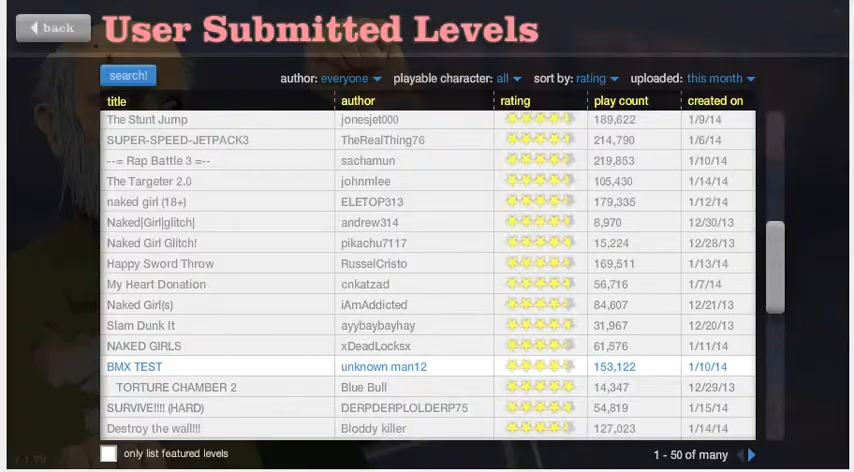 back
User Submitted Levels
search! author: everyone playable character: all sort by: rating uploaded: this month
title author rating play count created on
The Stunt Jump jonesjet000 189,622 1/9/14
SUPER-SPEED-JETPACK3 TheRealThing76 214,790 1/6/14
--= Rap Battle 3 =-- sachamun 219,853 1/10/14
The Targeter 2.0 johnmlee 105,430 1/14/14
naked girl (18+) ELETOP313 179,335 1/12/14
Naked|Girl|glitch| andrew314 8,970 12/30/13
Naked Girl Glitch! pikachu7117 15,224 12/28/13
Happy Sword Throw RusselCristo 169,511 1/13/14
My Heart Donation cnkatzad 56,716 1/7/14
Naked Girl(s) iAmAddicted 84,607 12/21/13
Slam Dunk It ayybaybayhay 31,967 12/20/13
NAKED GIRLS xDeadLocksx 61,576 1/11/14
BMX TEST unknown man12 153,122 1/10/14
TORTURE CHAMBER 2 Blue Bull 14,347 12/29/13
SURVIVE!!!! (HARD) DERPDERPLOLDERP75 54,819 1/15/14
Destroy the wall!!! Bloddy killer 127,023 1/14/14
only list featured levels 1 - 50 of many